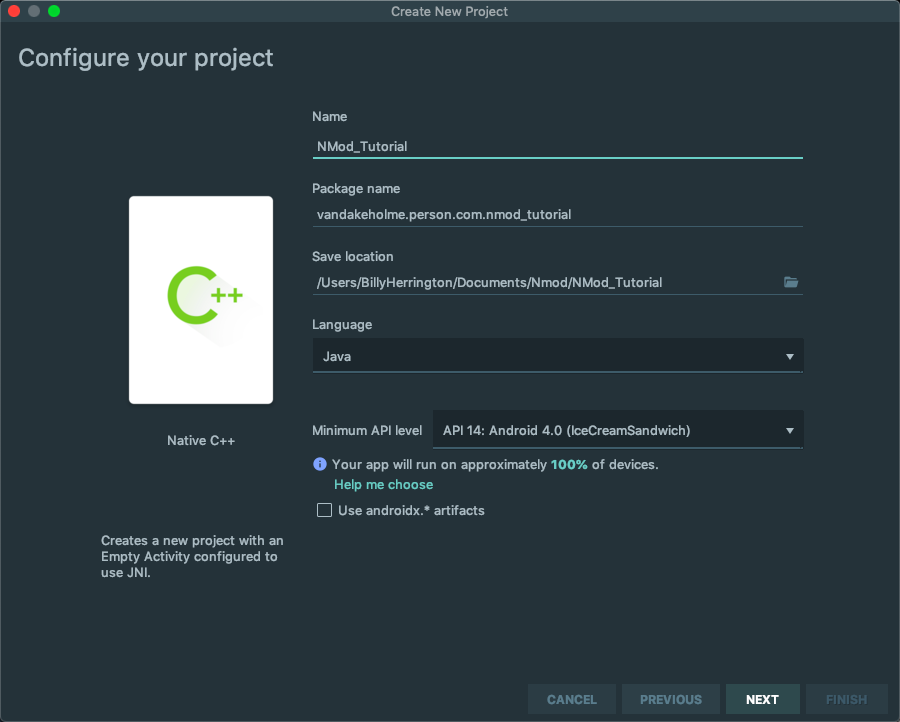 Create New Project
Configure your project
Name
NMod_Tutorial
Package name
vandakeholme.person.com.nmod_tutorial
Save location
/Users/BillyHerrington/Documents/Nmod/NMod_Tutorial
Language
Java
C++
Native C++
Minimum API level
API 14: Android 4.0 (IceCreamSandwich)
i Your app will run on approximately 100% of devices.
Help me choose
Use androidx.* artifacts
Creates a new project with an
Empty Activity configured to
use JNI.
CANCEL
PREVIOUS
NEXT
FINISH